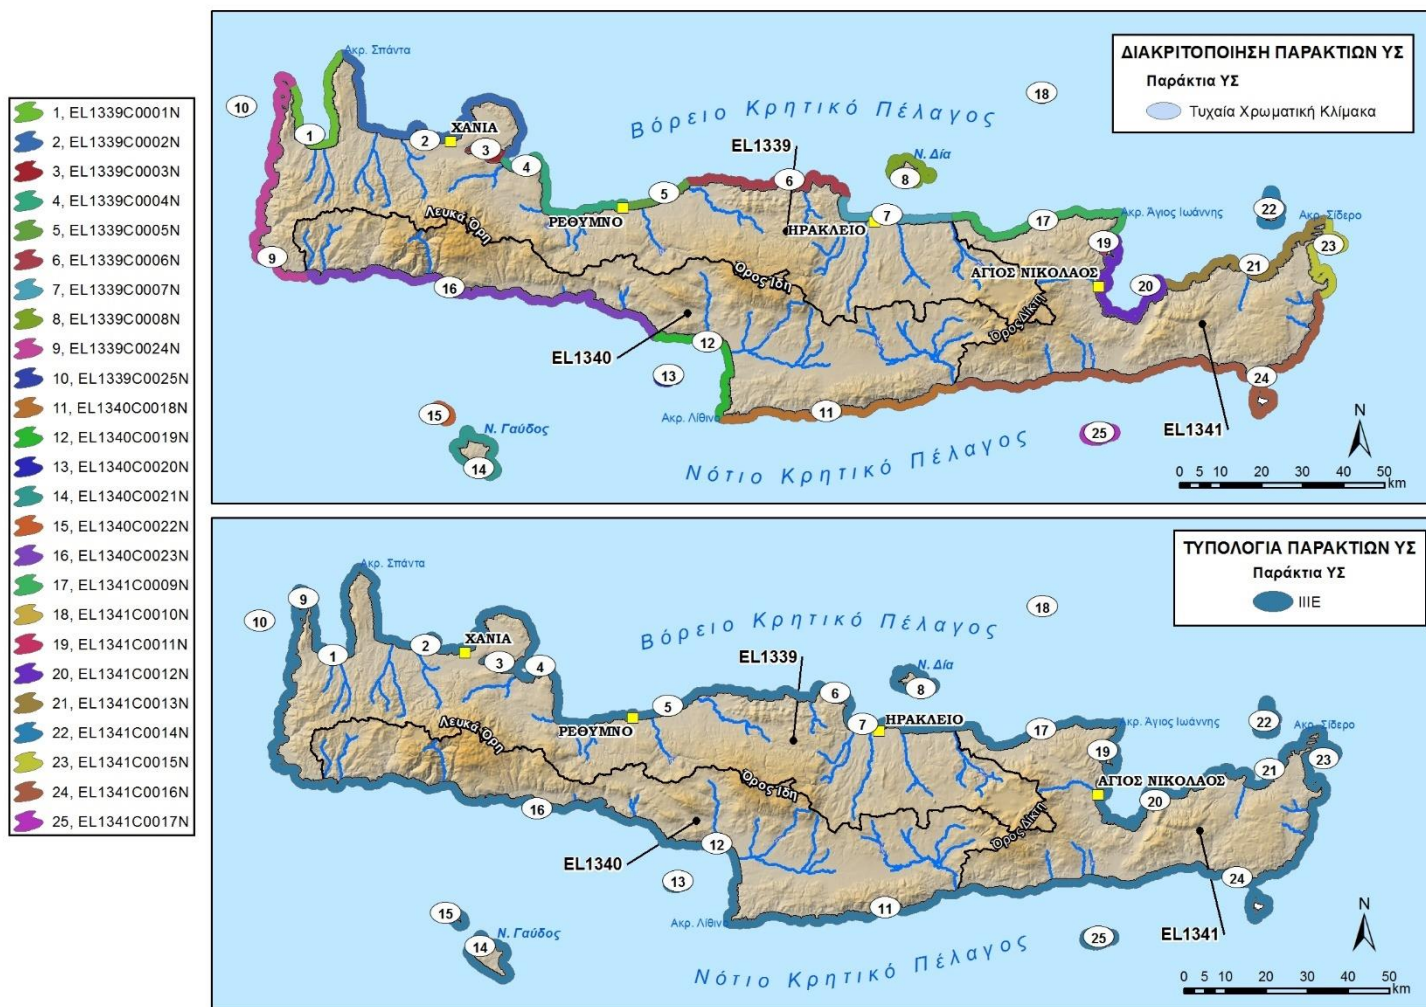 1, EL1339C0001N
2, EL1339C0002N
3, EL1339C0003N
4, EL1339C0004N
5, EL1339C0005N
6, EL1339C0006N
7, EL1339C0007N
8, EL1339C0008N
9, EL1339C0024N
10, EL1339C0025N
11, EL1340C0018N
12, EL1340C0019N
13, EL1340C0020N
14, EL1340C0021N
15, EL1340C0022N
16, EL1340C0023N
17, EL1341C0009N
18, EL1341C0010N
19, EL1341C0011N
20, EL1341C0012N
21, EL1341C0013N
22, EL1341C0014N
23, EL1341C0015N
24, EL1341C0016N
25, EL1341C0017N
ΔΙΑΚΡΙΤΟΠΟΙΗΣΗ ΠΑΡΑΚΤΙΩΝ ΥΣ
Παράκτια ΥΣ
Τυχαία Χρωματική Κλίμακα
Ακρ. Σπάντα
10
18
Βόρειο Κρητικό Πέλαγος
1
2
ΧΑΝΙΑ
3
4
EL1339
Ν. Δία
8
5
6
ΡΕΘΥΜΝΟ
ΗΡΑΚΛΕΙΟ
7
17
Ακρ. Άγιος Ιωάννης
22
Ακρ. Σίδερο
23
19
21
Λευκά Όρη
9
16
Όρος Ίδη
ΑΓΙΟΣ ΝΙΚΟΛΑΟΣ
20
Όρος Δίκτη
EL1340
12
13
24
15
Ακρ. Λίθινο
11
25
EL1341
Ν. Γαύδος
14
Νότιο Κρητικό Πέλαγος
N
0 5 10 20 30 40 50
km
ΤΥΠΟΛΟΓΙΑ ΠΑΡΑΚΤΙΩΝ ΥΣ
Παράκτια ΥΣ
IIIE
Ακρ. Σπάντα
9
10
18
Βόρειο Κρητικό Πέλαγος
1
2
ΧΑΝΙΑ
3
4
EL1339
Ν. Δία
8
5
6
ΡΕΘΥΜΝΟ
7
ΗΡΑΚΛΕΙΟ
17
Ακρ. Άγιος Ιωάννης
22
Ακρ. Σίδερο
23
19
21
Λευκά Όρη
16
Όρος Ίδη
ΑΓΙΟΣ ΝΙΚΟΛΑΟΣ
20
Όρος Δίκτη
EL1340
12
13
24
15
Ακρ. Λίθινο
11
25
EL1341
Ν. Γαύδος
14
Νότιο Κρητικό Πέλαγος
N
0 5 10 20 30 40 50
km